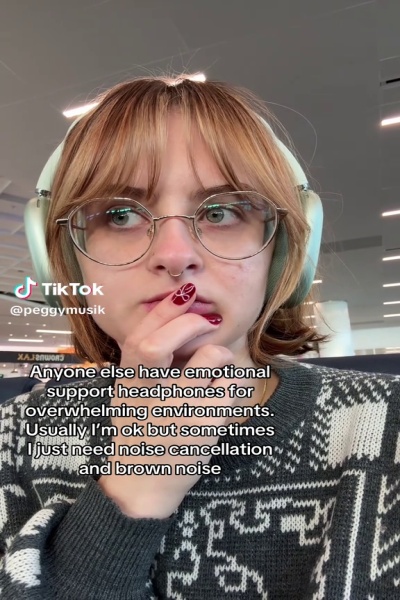 TikTok
@peggymusik
Anyone else have emotional
support headphones for
overwhelming environments.
Usually I'm ok but sometimes
I just need noise cancellation
and brown noise